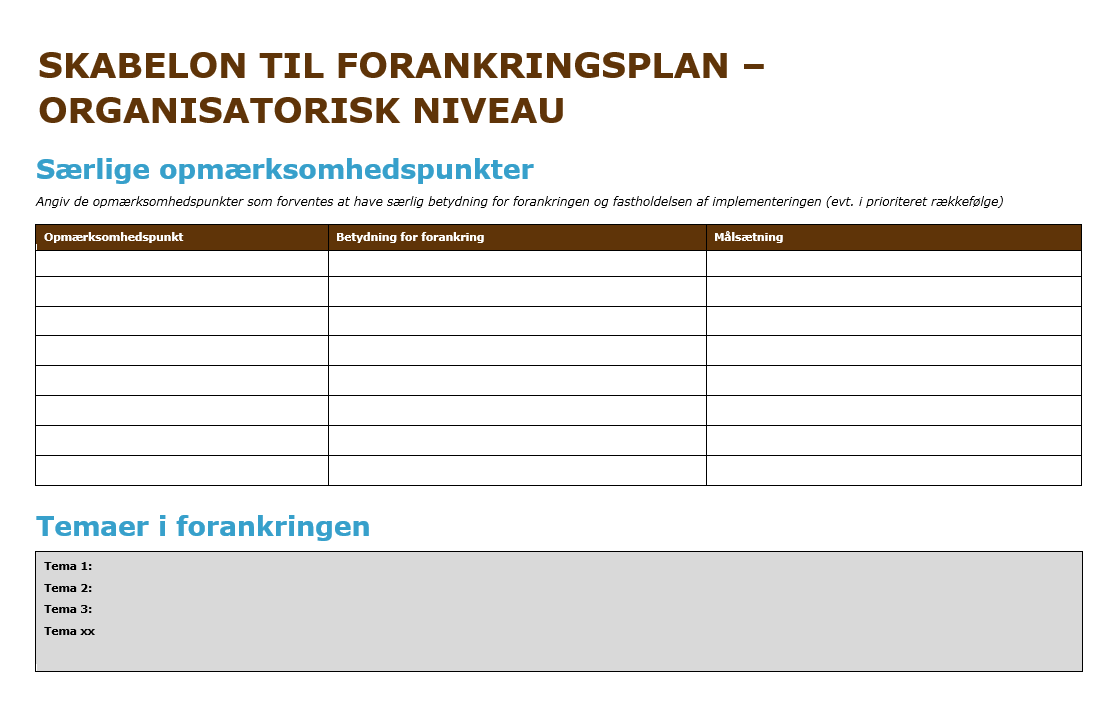 SKABELON TIL FORANKRINGSPLAN –
ORGANISATORISK NIVEAU
Særlige opmærksomhedspunkter
Angiv de opmærksomhedspunkter som forventes at have særlig betydning for forankringen og fastholdelsen af implementeringen (evt. i prioriteret rækkefølge)
Opmærksomhedspunkt Betydning for forankring Målsætning
Temaer i forankringen
Tema 1:
Tema 2:
Tema 3:
Tema xx